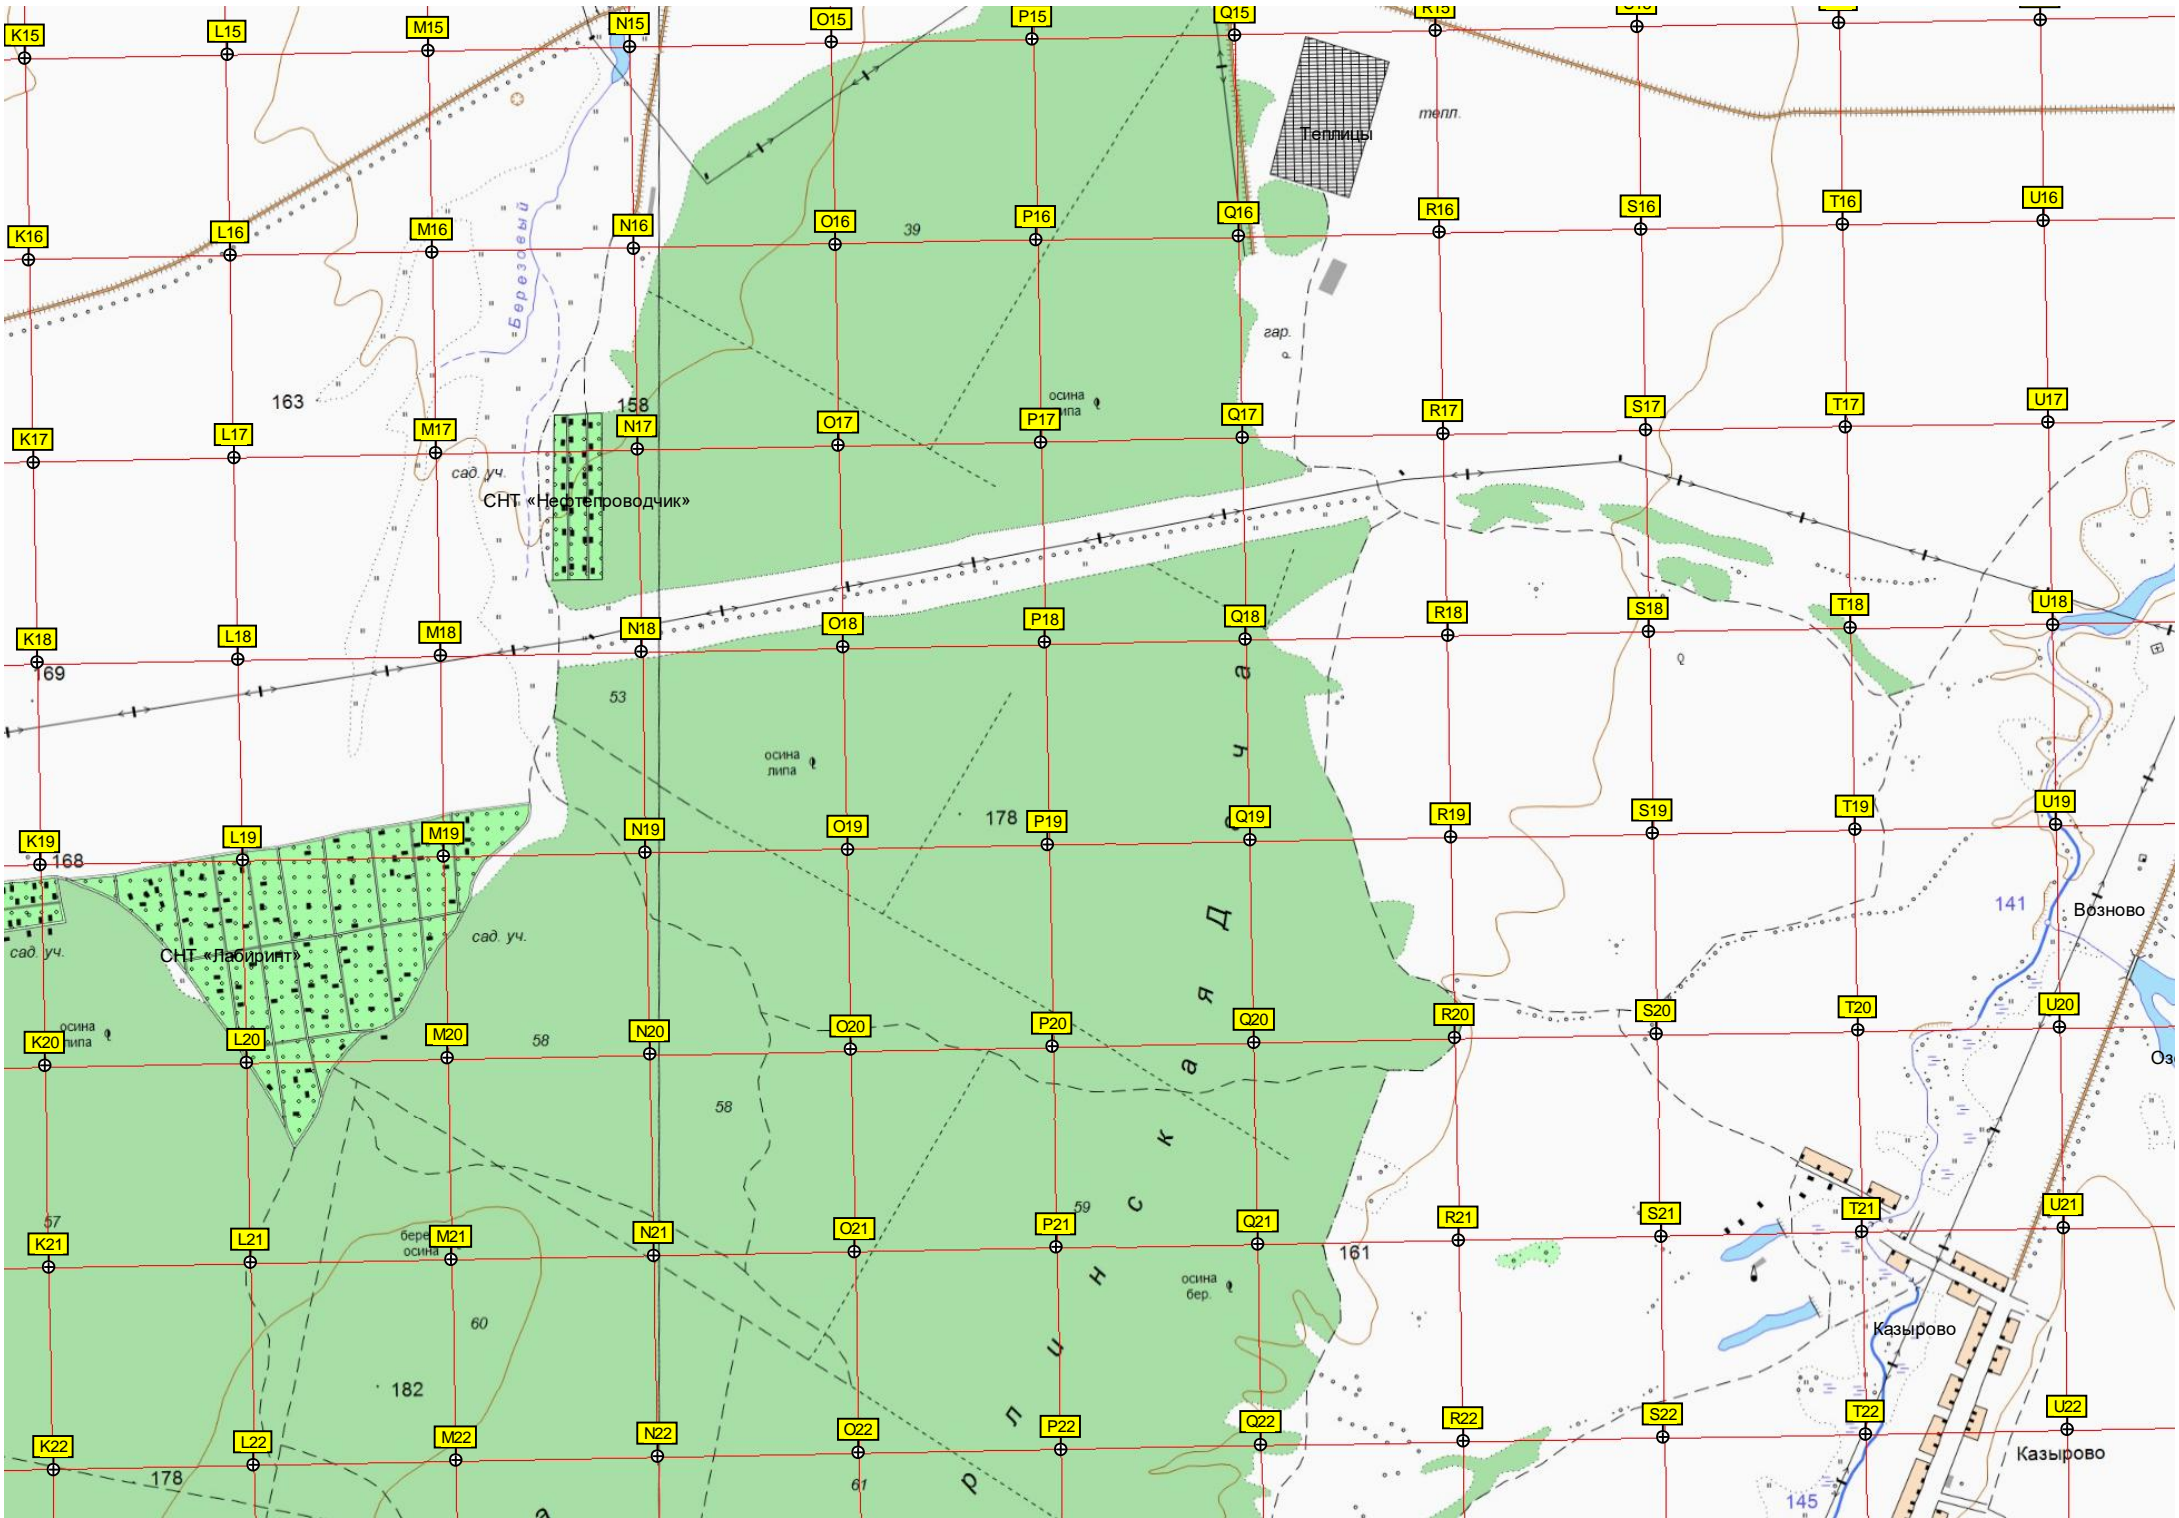 K15
L15
M15
N15
O15
P15
Q15
R15
тепл.
Теплицы
K16
L16
M16
N16
O16
P16
Q16
R16
S16
T16
U16
39
Березовый
гар.
163
158
осина
K17
L17
M17
N17
O17
P17
Q17
R17
S17
T17
U17
сад. уч.
СНТ «Нефтепроводчик»
K18
L18
M18
N18
O18
P18
Q18
R18
S18
T18
U18
169
53
осина
липа
178
K19
L19
M19
N19
O19
P19
Q19
R19
S19
T19
U19
168
141
Возново
сад. уч.
сад. уч.
СНТ «Лабиринт»
осина
липа
K20
L20
M20
N20
O20
P20
Q20
R20
S20
T20
U20
58
58
57
59
K21
L21
M21
N21
O21
P21
Q21
R21
S21
T21
U21
осина
161
осина
бер.
60
Казырово
182
K22
L22
M22
N22
O22
P22
Q22
R22
S22
T22
U22
178
61
Казырово
145